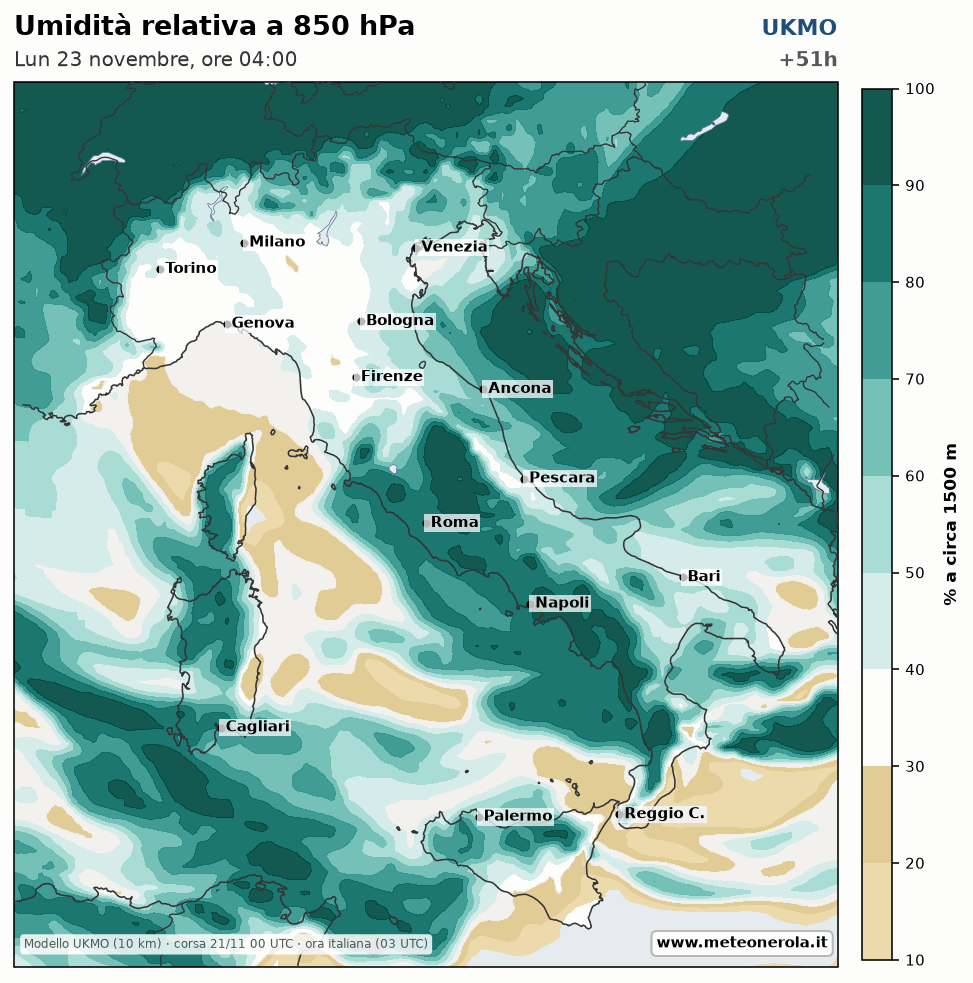 Umidità relativa a 850 hPa
UKMO
Lun 23 novembre, ore 04:00
+51h
100
90
80
70
60
50
40
30
20
10
% a circa 1500 m
Milano
Venezia
Torino
Genova
Bologna
Firenze
Ancona
Pescara
Roma
Bari
Napoli
Cagliari
Palermo
Reggio C.
Modello UKMO (10 km) · corsa 21/11 00 UTC · ora italiana (03 UTC)
www.meteonerola.it